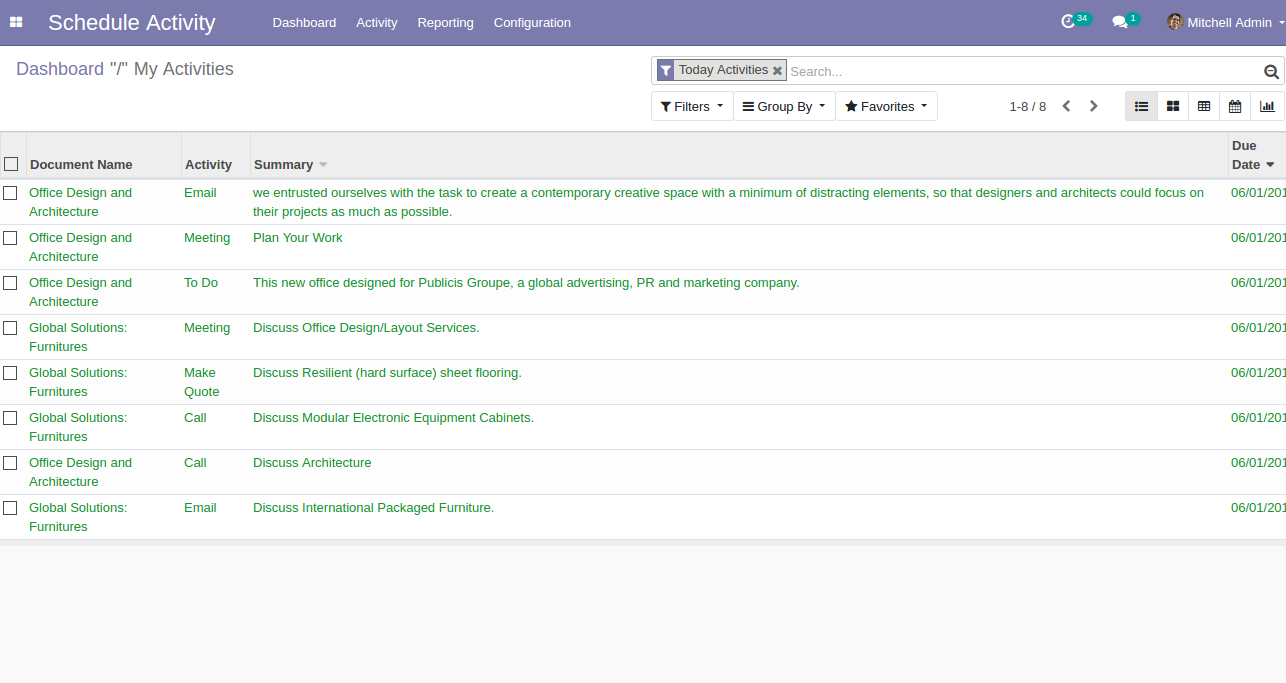 Schedule Activity Dashboard Activity Reporting Configuration 34 1 Mitchell Admin
Dashboard "/" My Activities
Today Activities Search...
Filters Group By Favorites 1-8 / 8
Due
Document Name Activity Summary Date
Office Design and Email we entrusted ourselves with the task to create a contemporary creative space with a minimum of distracting elements, so that designers and architects could focus on 06/01/201
Architecture their projects as much as possible.
Office Design and Meeting Plan Your Work 06/01/201
Architecture
Office Design and To Do This new office designed for Publicis Groupe, a global advertising, PR and marketing company. 06/01/201
Architecture
Global Solutions: Meeting Discuss Office Design/Layout Services. 06/01/201
Furnitures
Global Solutions: Make Discuss Resilient (hard surface) sheet flooring. 06/01/201
Furnitures Quote
Global Solutions: Call Discuss Modular Electronic Equipment Cabinets. 06/01/201
Furnitures
Office Design and Call Discuss Architecture 06/01/201
Architecture
Global Solutions: Email Discuss International Packaged Furniture. 06/01/201
Furnitures